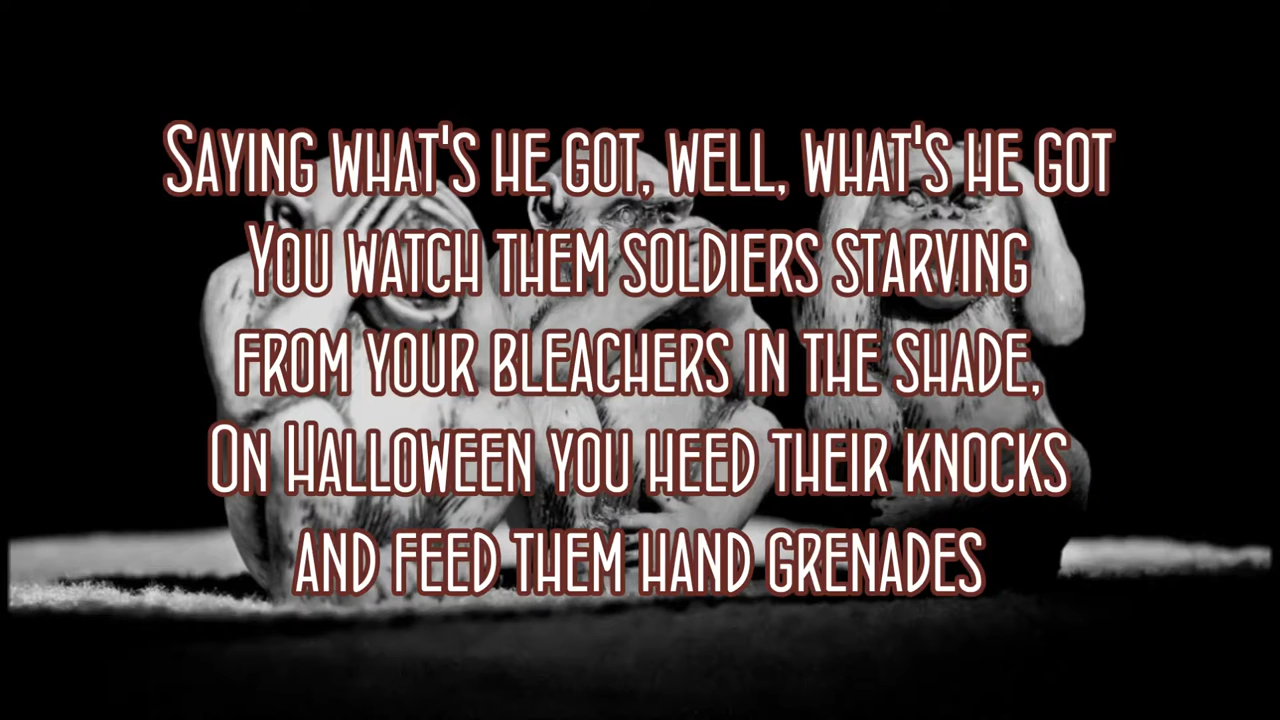 Saying what's he got, well, what's he got
You watch them soldiers starving
from your bleachers in the shade,
On Halloween you heed their knocks
and feed them hand grenades